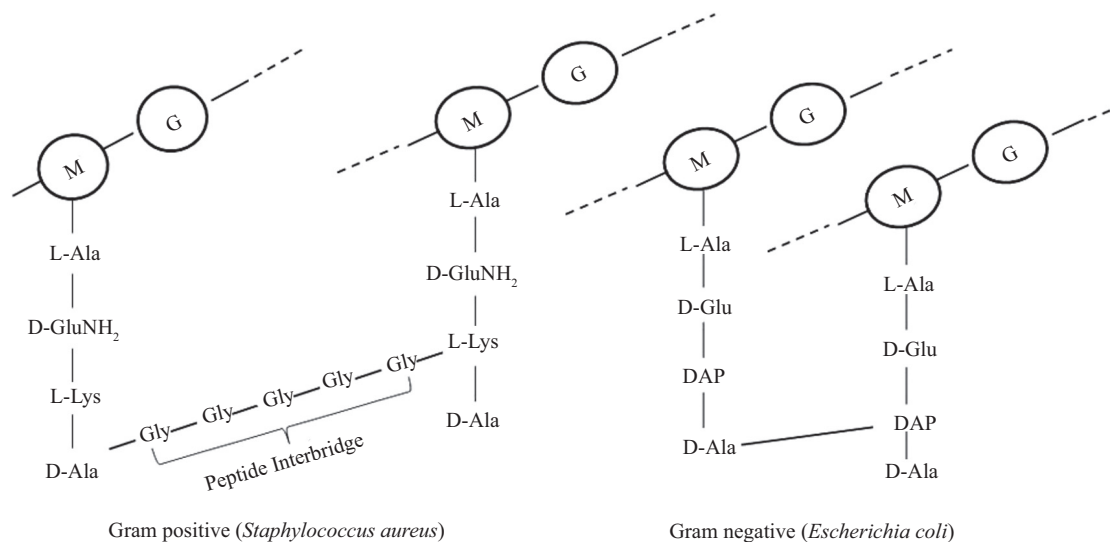 M
G
L-Ala
D-GluNH₂
L-Lys
D-Ala
Gly
Gly
Gly
Gly
Gly
Peptide Interbridge
M
G
L-Ala
D-GluNH₂
L-Lys
D-Ala
Gram positive (Staphylococcus aureus)
M
G
L-Ala
D-Glu
DAP
D-Ala
M
G
L-Ala
D-Glu
DAP
D-Ala
Gram negative (Escherichia coli)